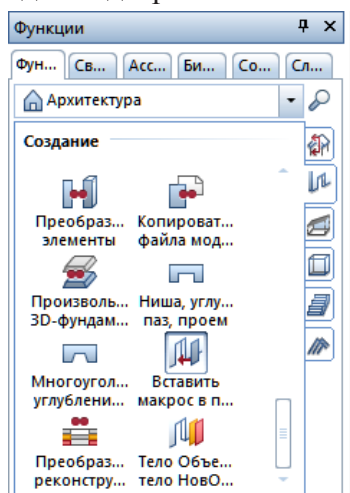 Функции
Фун... Св... Асс... Би... Со... Сл...
Архитектура
Создание
Преобраз... Копироват...
элементы файла мод...
Произволь... Ниша, углу...
3D-фундам... паз, проем
Многоугол... Вставить
углублени... макрос в п...
Преобраз... Тело Объе...
реконстру... тело НовО...